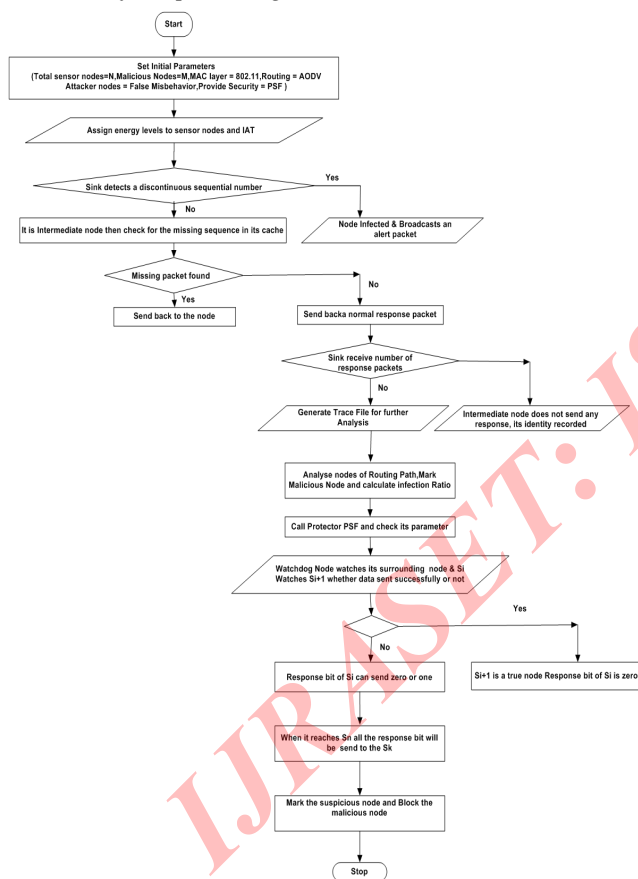 Start
Set Initial Parameters
(Total sensor nodes=N,Malicious Nodes=M,MAC layer = 802.11,Routing = AODV
Attacker nodes = False Misbehavior,Provide Security = PSF )
Assign energy levels to sensor nodes and IAT
Sink detects a discontinuous sequential number
Yes
No
Node Infected & Broadcasts an
alert packet
It is Intermediate node then check for the missing sequence in its cache
Missing packet found
No
Yes
Send back to the node
Send backa normal response packet
Sink receive number of
response packets
No
Generate Trace File for further
Analysis
Intermediate node does not send any
response, its identity recorded
Analyse nodes of Routing Path,Mark
Malicious Node and calculate infection Ratio
Call Protector PSF and check its parameter
Watchdog Node watches its surrounding node & Si
Watches Si+1 whether data sent successfully or not
Yes
No
Response bit of Si can send zero or one
Si+1 is a true node Response bit of Si is zero
When it reaches Sn all the response bit will
be send to the Sk
Mark the suspicious node and Block the
malicious node
Stop
IJRASET: I